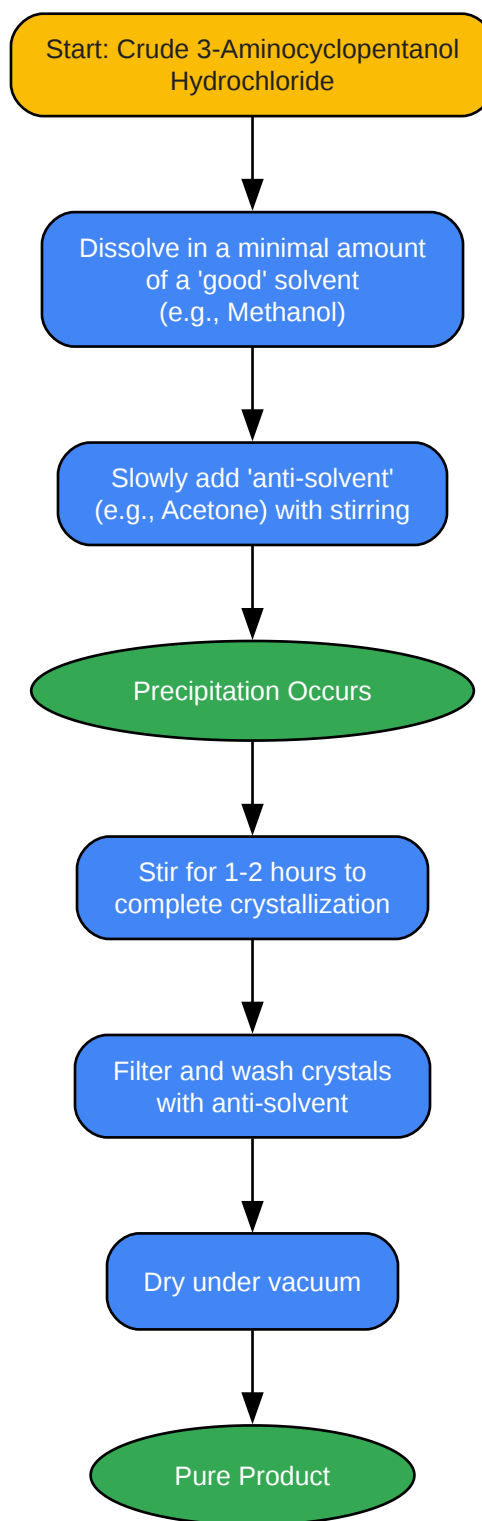 Start: Crude 3-Aminocyclopentanol
Hydrochloride
Dissolve in a minimal amount
of a 'good' solvent
(e.g., Methanol)
Slowly add 'anti-solvent'
(e.g., Acetone) with stirring
Precipitation Occurs
Stir for 1-2 hours to
complete crystallization
Filter and wash crystals
with anti-solvent
Dry under vacuum
Pure Product